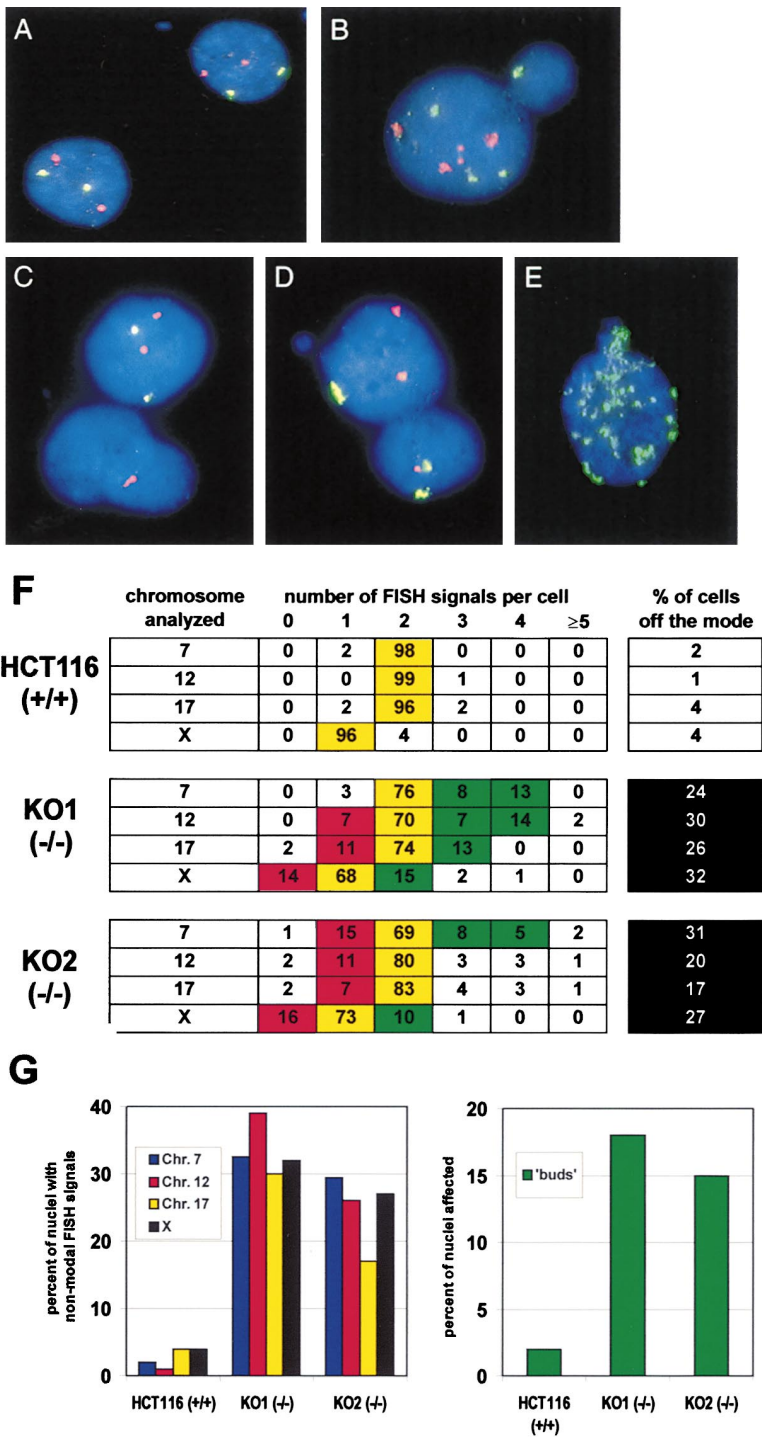 A
B
C
D
E
F
chromosome analyzed
number of FISH signals per cell
% of cells off the mode
0 1 2 3 4 ≥5
HCT116 (+/+)
7 0 2 98 0 0 0 2
12 0 0 99 1 0 0 1
17 0 2 96 2 0 0 4
X 0 96 4 0 0 0 4
KO1 (-/-)
7 0 3 76 8 13 0 24
12 0 7 70 7 14 2 30
17 2 11 74 13 0 0 26
X 14 68 15 2 1 0 32
KO2 (-/-)
7 1 15 69 8 5 2 31
12 2 11 80 3 3 1 20
17 2 7 83 4 3 1 17
X 16 73 10 1 0 0 27
G
percent of nuclei with non-modal FISH signals
40
30
20
10
0
Chr. 7
Chr. 12
Chr. 17
X
HCT116 (+/+) KO1 (-/-) KO2 (-/-)
percent of nuclei affected
20
15
10
5
0
'buds'
HCT116 (+/+) KO1 (-/-) KO2 (-/-)